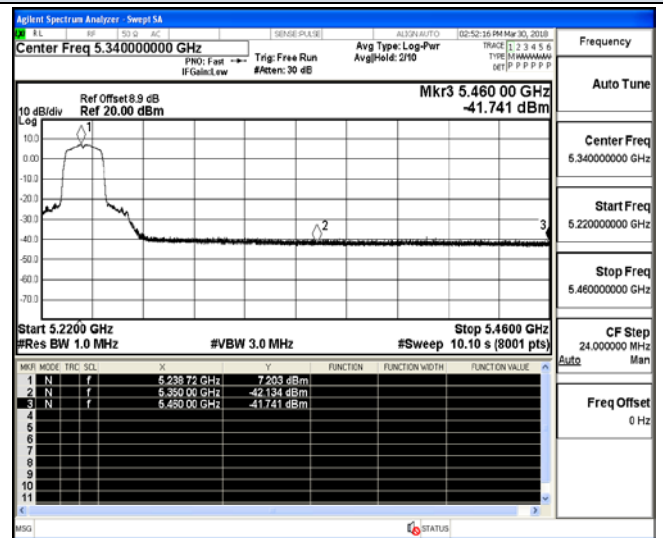 Agilent Spectrum Analyzer - Swept SA
RL RF 50 Ω AC SENSE:PULSE ALIGN AUTO 02:52:16 PM Mar 30, 2018
Center Freq 5.340000000 GHz
PNO: Fast
IFGain:Low
Trig: Free Run
#Atten: 30 dB
Avg Type: Log-Pwr
Avg|Hold: 2/10
TRACE 1 2 3 4 5 6
TYPE
DET P P P P P P
Mkr3 5.460 00 GHz
-41.741 dBm
Ref Offset 8.9 dB
10 dB/div Ref 20.00 dBm
Log
10.0
0.00
-10.0
-20.0
-30.0
-40.0
-50.0
-60.0
-70.0
1
2
3
Start 5.2200 GHz Stop 5.4600 GHz
#Res BW 1.0 MHz #VBW 3.0 MHz #Sweep 10.10 s (8001 pts)
MKR MODE TRC SCL X Y FUNCTION FUNCTION WIDTH FUNCTION VALUE
1 N f 5.238 72 GHz 7.203 dBm
2 N f 5.350 00 GHz -42.134 dBm
3 N f 5.460 00 GHz -41.741 dBm
4
5
6
7
8
9
10
11
MSG STATUS
Frequency
Auto Tune
Center Freq
5.340000000 GHz
Start Freq
5.220000000 GHz
Stop Freq
5.460000000 GHz
CF Step
24.000000 MHz
Auto Man
Freq Offset
0 Hz